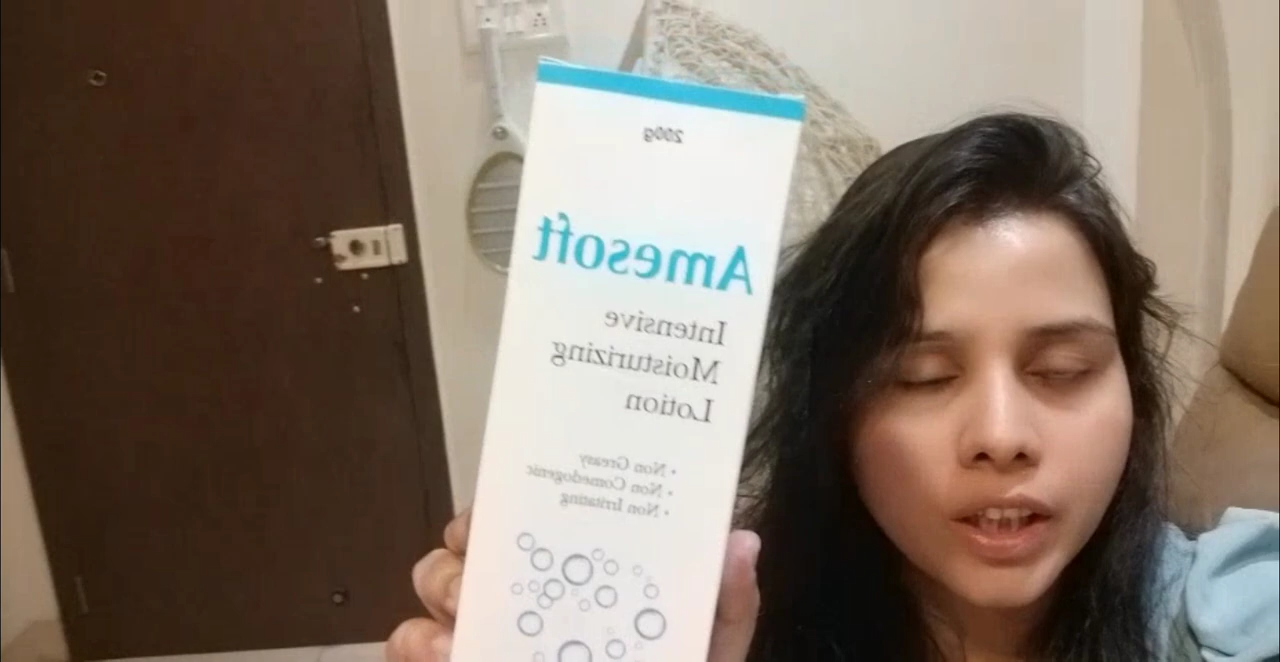 200g
Amesoft
Intensive
Moisturizing
Lotion
• Non Greasy
• Non Comedogenic
• Non Irritating